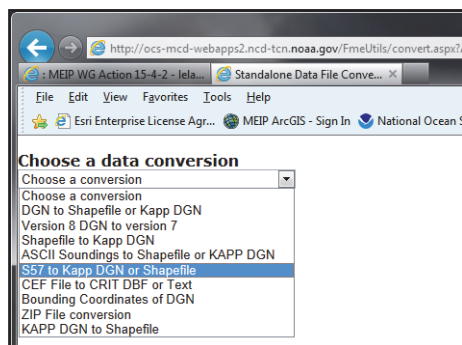 http://ocs-mcd-webapps2.ncd-tcn.noaa.gov/FmeUtils/convert.aspx?
: MEIP WG Action 15-4-2 - lela... Standalone Data File Conve... ×
File Edit View Favorites Tools Help
Esri Enterprise License Agr... MEIP ArcGIS - Sign In National Ocean S
Choose a data conversion
Choose a conversion
Choose a conversion
DGN to Shapefile or Kapp DGN
Version 8 DGN to version 7
Shapefile to Kapp DGN
ASCII Soundings to Shapefile or KAPP DGN
S57 to Kapp DGN or Shapefile
CEF File to CRIT DBF or Text
Bounding Coordinates of DGN
ZIP File conversion
KAPP DGN to Shapefile